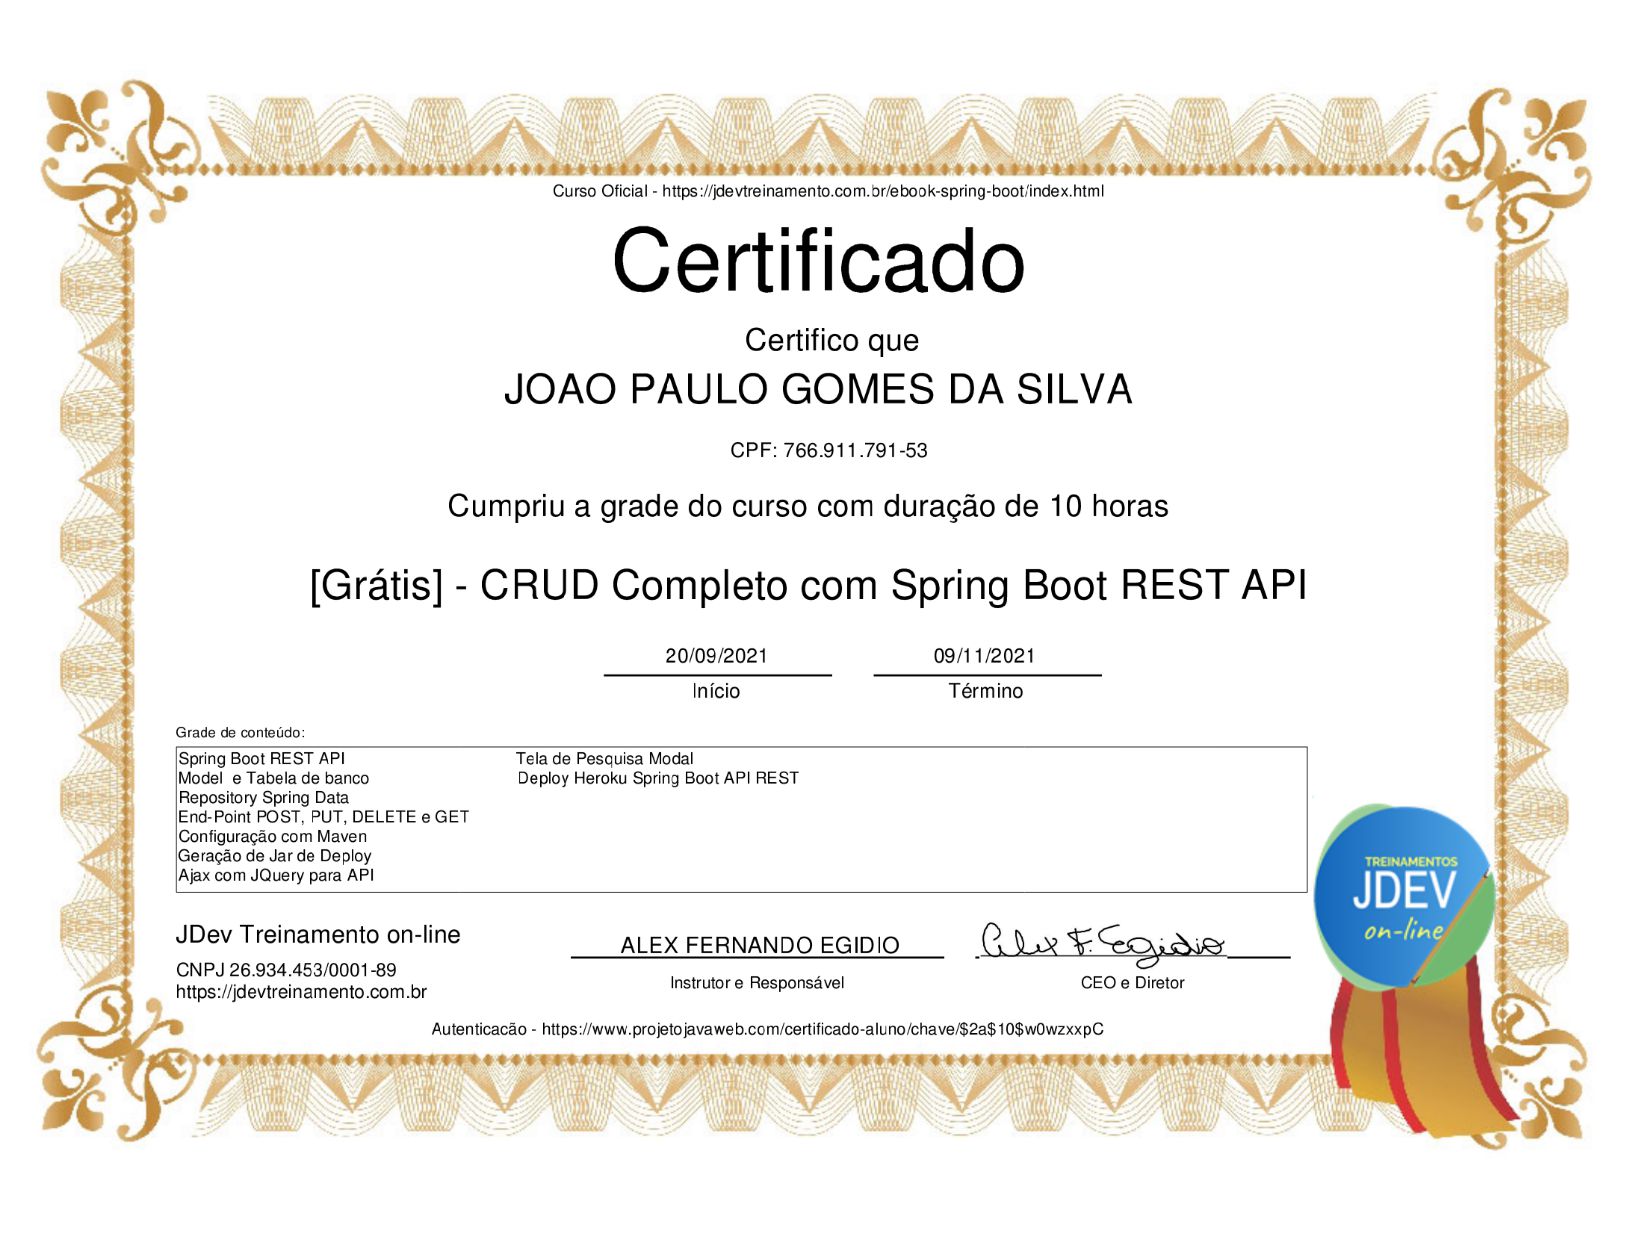 Curso Oficial - https://jdevtreinamento.com.br/ebook-spring-boot/index.html
Certificado
Certifico que
JOAO PAULO GOMES DA SILVA
CPF: 766.911.791-53
Cumpriu a grade do curso com duração de 10 horas
[Grátis] - CRUD Completo com Spring Boot REST API
20/09/2021 09/11/2021
Início Término
Grade de conteúdo:
Spring Boot REST API Tela de Pesquisa Modal
Model e Tabela de banco Deploy Heroku Spring Boot API REST
Repository Spring Data
End-Point POST, PUT, DELETE e GET
Configuração com Maven
Geração de Jar de Deploy
Ajax com JQuery para API
TREINAMENTOS
JDEV
on-line
JDev Treinamento on-line
ALEX FERNANDO EGIDIO Alex F. Egidio
CNPJ 26.934.453/0001-89
Instrutor e Responsável CEO e Diretor
https://jdevtreinamento.com.br
Autenticacão - https://www.projetojavaweb.com/certificado-aluno/chave/$2a$10$w0wzxxpC